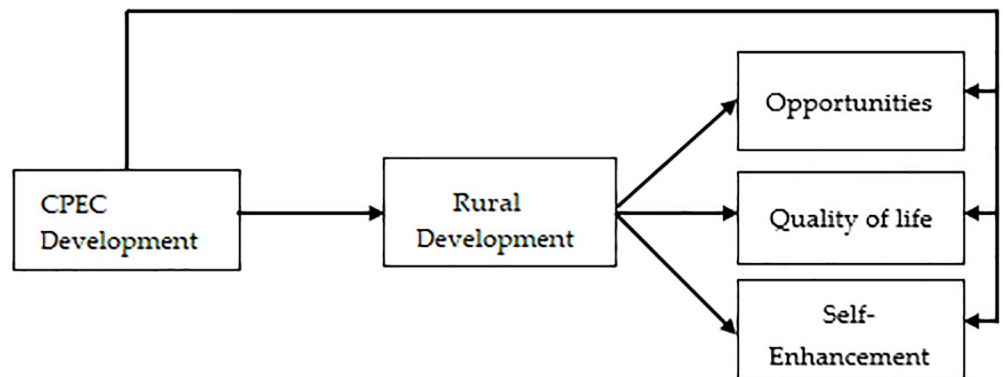 CPEC
Development
Rural
Development
Opportunities
Quality of life
Self-
Enhancement